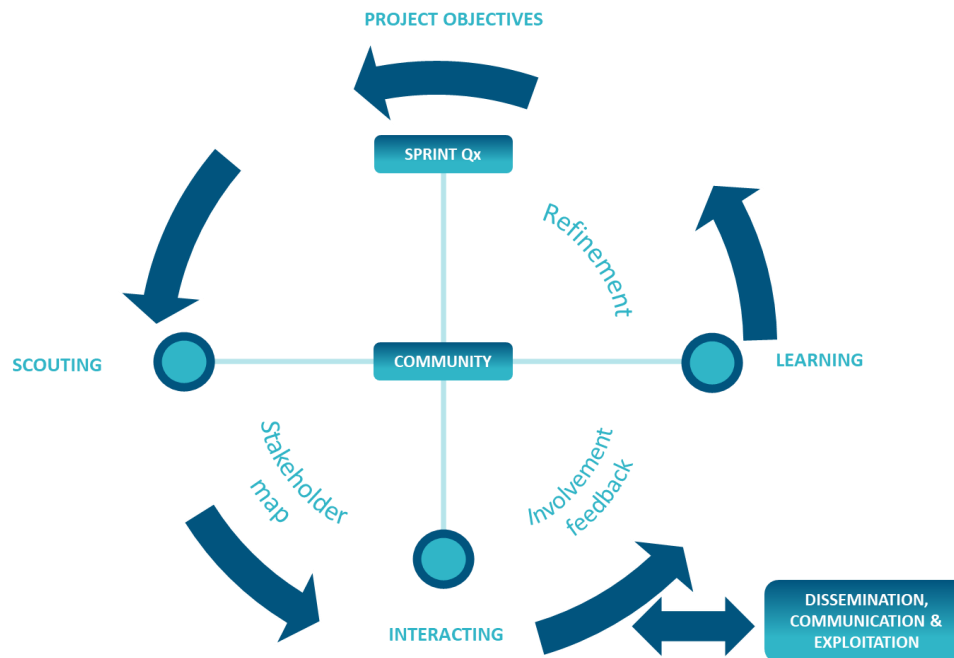 PROJECT OBJECTIVES
SPRINT Qx
Refinement
SCOUTING
COMMUNITY
LEARNING
Stakeholder
map
Involvement
feedback
INTERACTING
DISSEMINATION,
COMMUNICATION &
EXPLOITATION